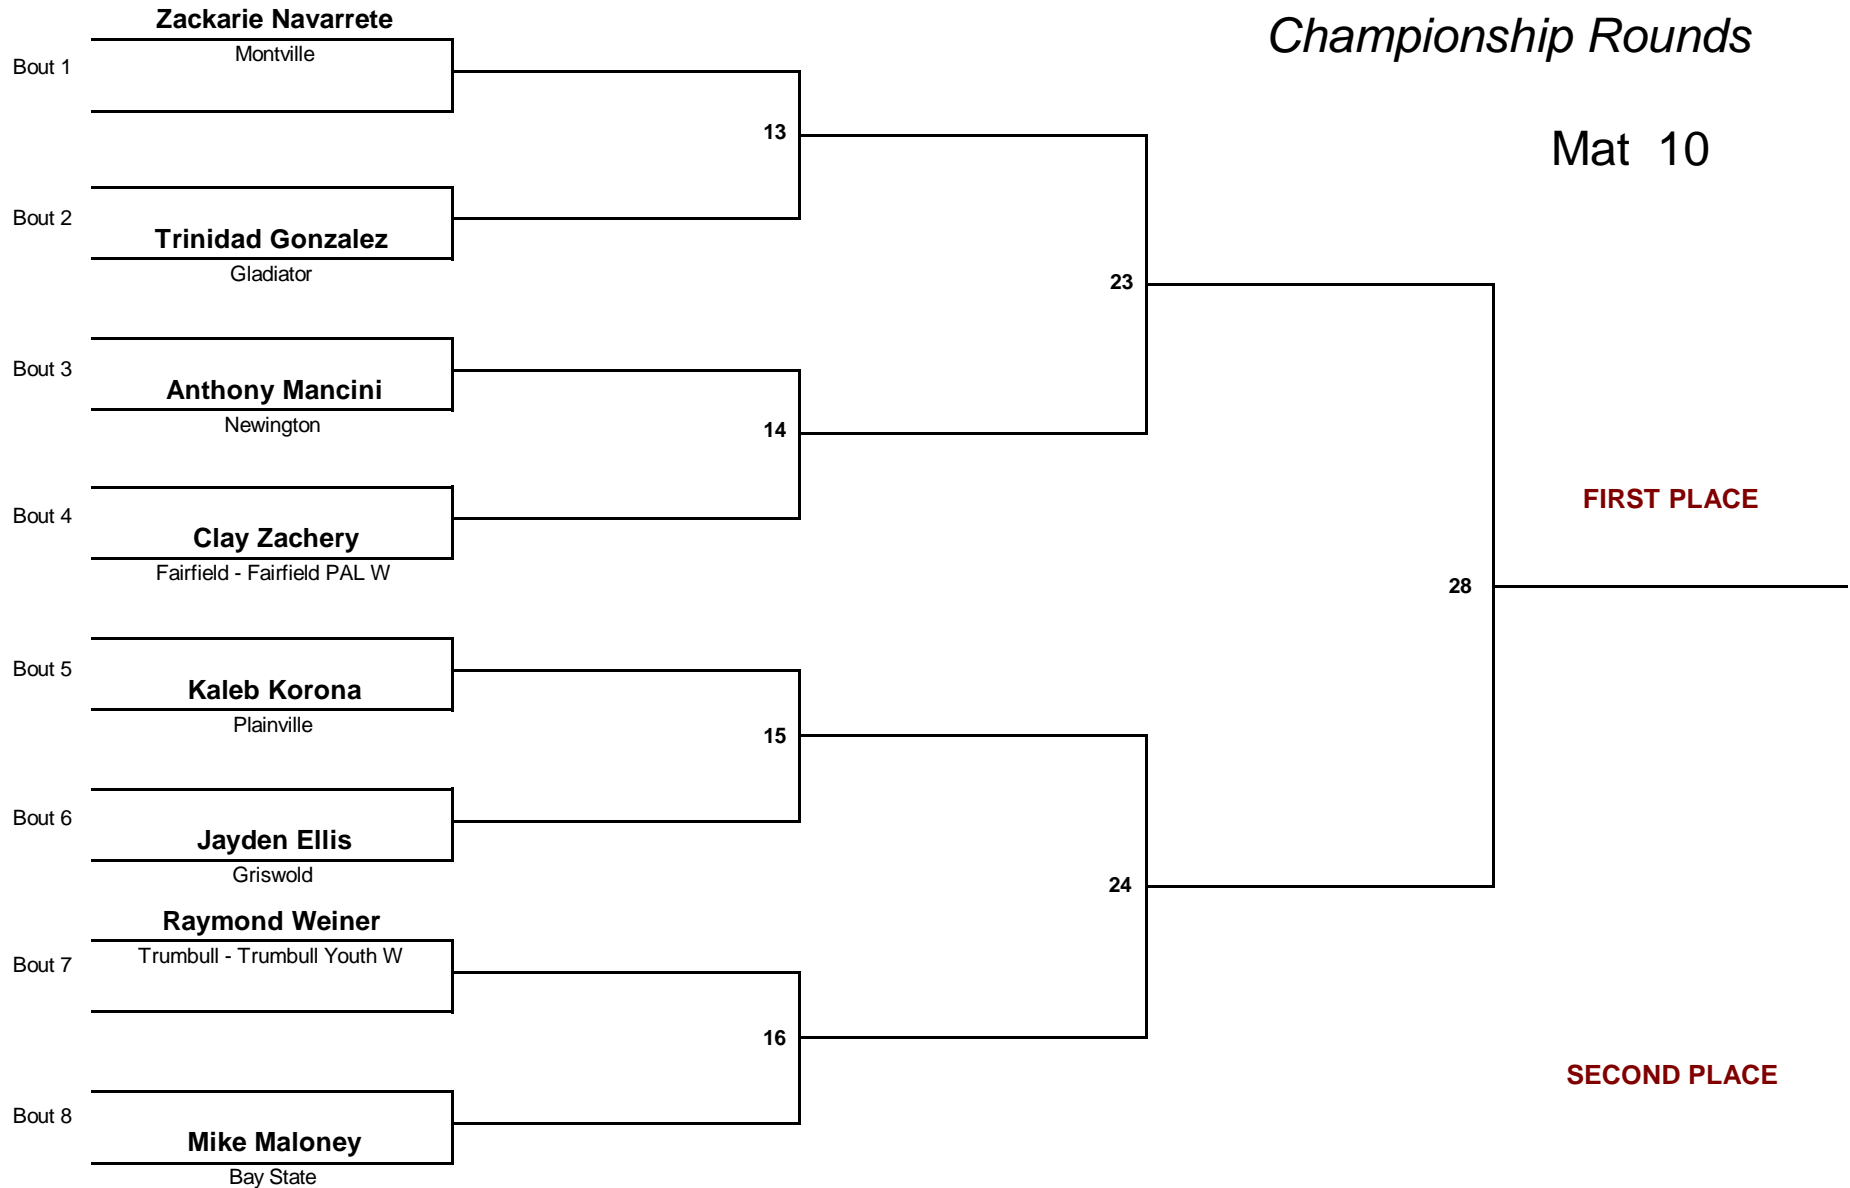 Zackarie Navarrete
Championship Rounds
Montville
Bout 1
13
Mat 10
Bout 2
Trinidad Gonzalez
Gladiator
23
Bout 3
Anthony Mancini
Newington
14
FIRST PLACE
Bout 4
Clay Zachery
Fairfield - Fairfield PAL W
28
Bout 5
Kaleb Korona
Plainville
15
Bout 6
Jayden Ellis
Griswold
24
Raymond Weiner
Trumbull - Trumbull Youth W
Bout 7
16
SECOND PLACE
Bout 8
Mike Maloney
Bay State